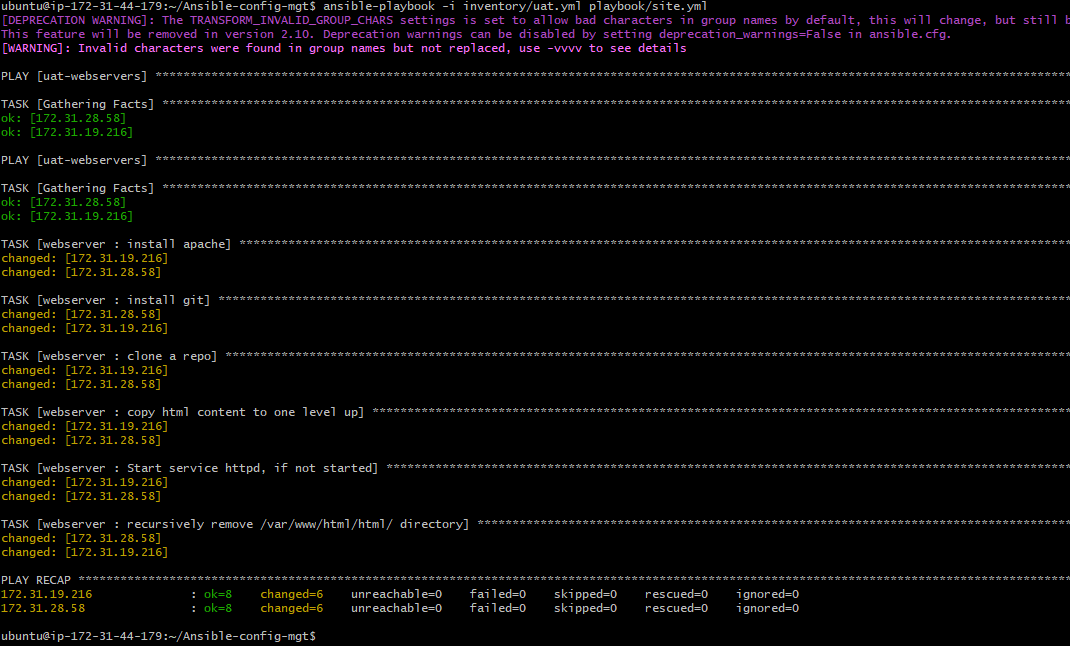 ubuntu@ip-172-31-44-179:~/Ansible-config-mgt$ ansible-playbook -i inventory/uat.yml playbook/site.yml
[DEPRECATION WARNING]: The TRANSFORM_INVALID_GROUP_CHARS settings is set to allow bad characters in group names by default, this will change, but still b
This feature will be removed in version 2.10. Deprecation warnings can be disabled by setting deprecation_warnings=False in ansible.cfg.
[WARNING]: Invalid characters were found in group names but not replaced, use -vvvv to see details
PLAY [uat-webservers] ***********************************************************************************************************************************
TASK [Gathering Facts] **********************************************************************************************************************************
ok: [172.31.28.58]
ok: [172.31.19.216]
PLAY [uat-webservers] ***********************************************************************************************************************************
TASK [Gathering Facts] **********************************************************************************************************************************
ok: [172.31.28.58]
ok: [172.31.19.216]
TASK [webserver : install apache] ***********************************************************************************************************************
changed: [172.31.19.216]
changed: [172.31.28.58]
TASK [webserver : install git] **************************************************************************************************************************
changed: [172.31.28.58]
changed: [172.31.19.216]
TASK [webserver : clone a repo] *************************************************************************************************************************
changed: [172.31.19.216]
changed: [172.31.28.58]
TASK [webserver : copy html content to one level up] ****************************************************************************************************
changed: [172.31.19.216]
changed: [172.31.28.58]
TASK [webserver : Start service httpd, if not started] **************************************************************************************************
changed: [172.31.19.216]
changed: [172.31.28.58]
TASK [webserver : recursively remove /var/www/html/html/ directory] *************************************************************************************
changed: [172.31.28.58]
changed: [172.31.19.216]
PLAY RECAP **********************************************************************************************************************************************
172.31.19.216              : ok=8    changed=6    unreachable=0    failed=0    skipped=0    rescued=0    ignored=0
172.31.28.58               : ok=8    changed=6    unreachable=0    failed=0    skipped=0    rescued=0    ignored=0
ubuntu@ip-172-31-44-179:~/Ansible-config-mgt$